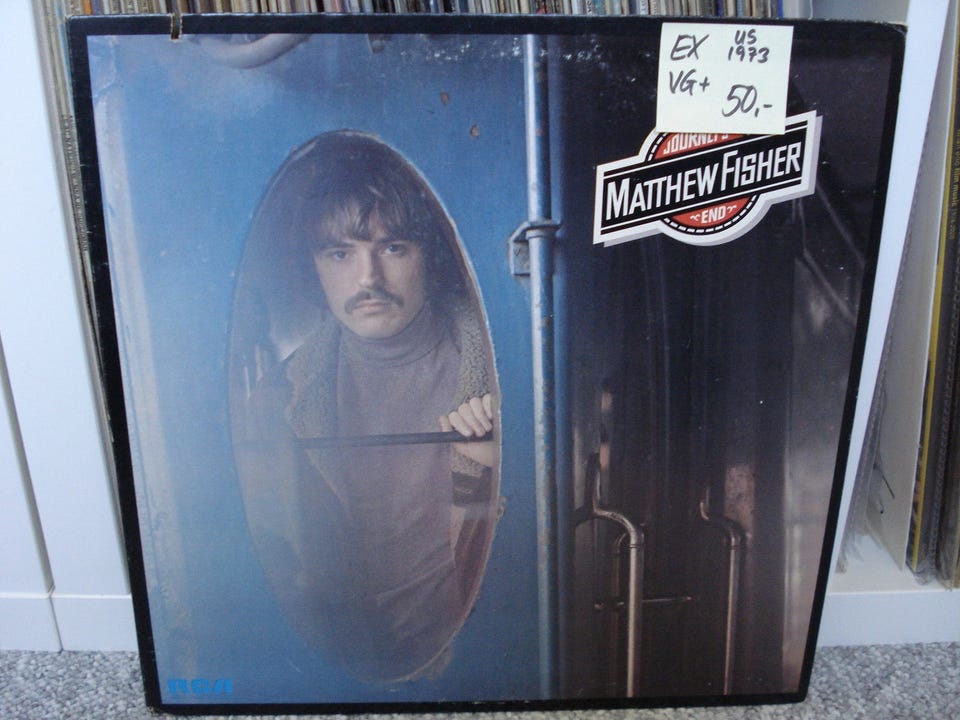 EX US
1973
VG+
50,-
JOURNEY'S
MATTHEW FISHER
END
RCA